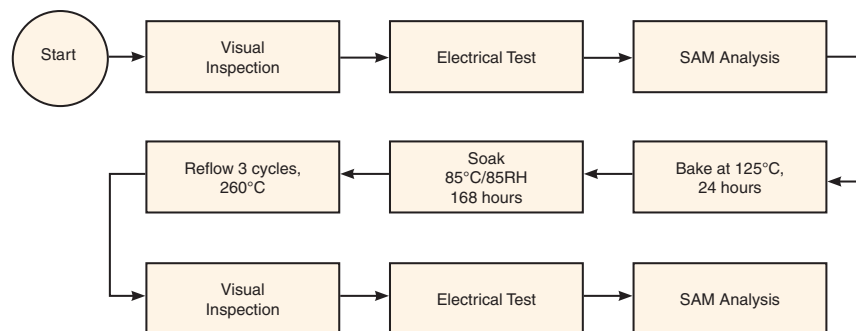 Start
Visual
Inspection
Electrical Test
SAM Analysis
Reflow 3 cycles,
260°C
Soak
85°C/85RH
168 hours
Bake at 125°C,
24 hours
Visual
Inspection
Electrical Test
SAM Analysis